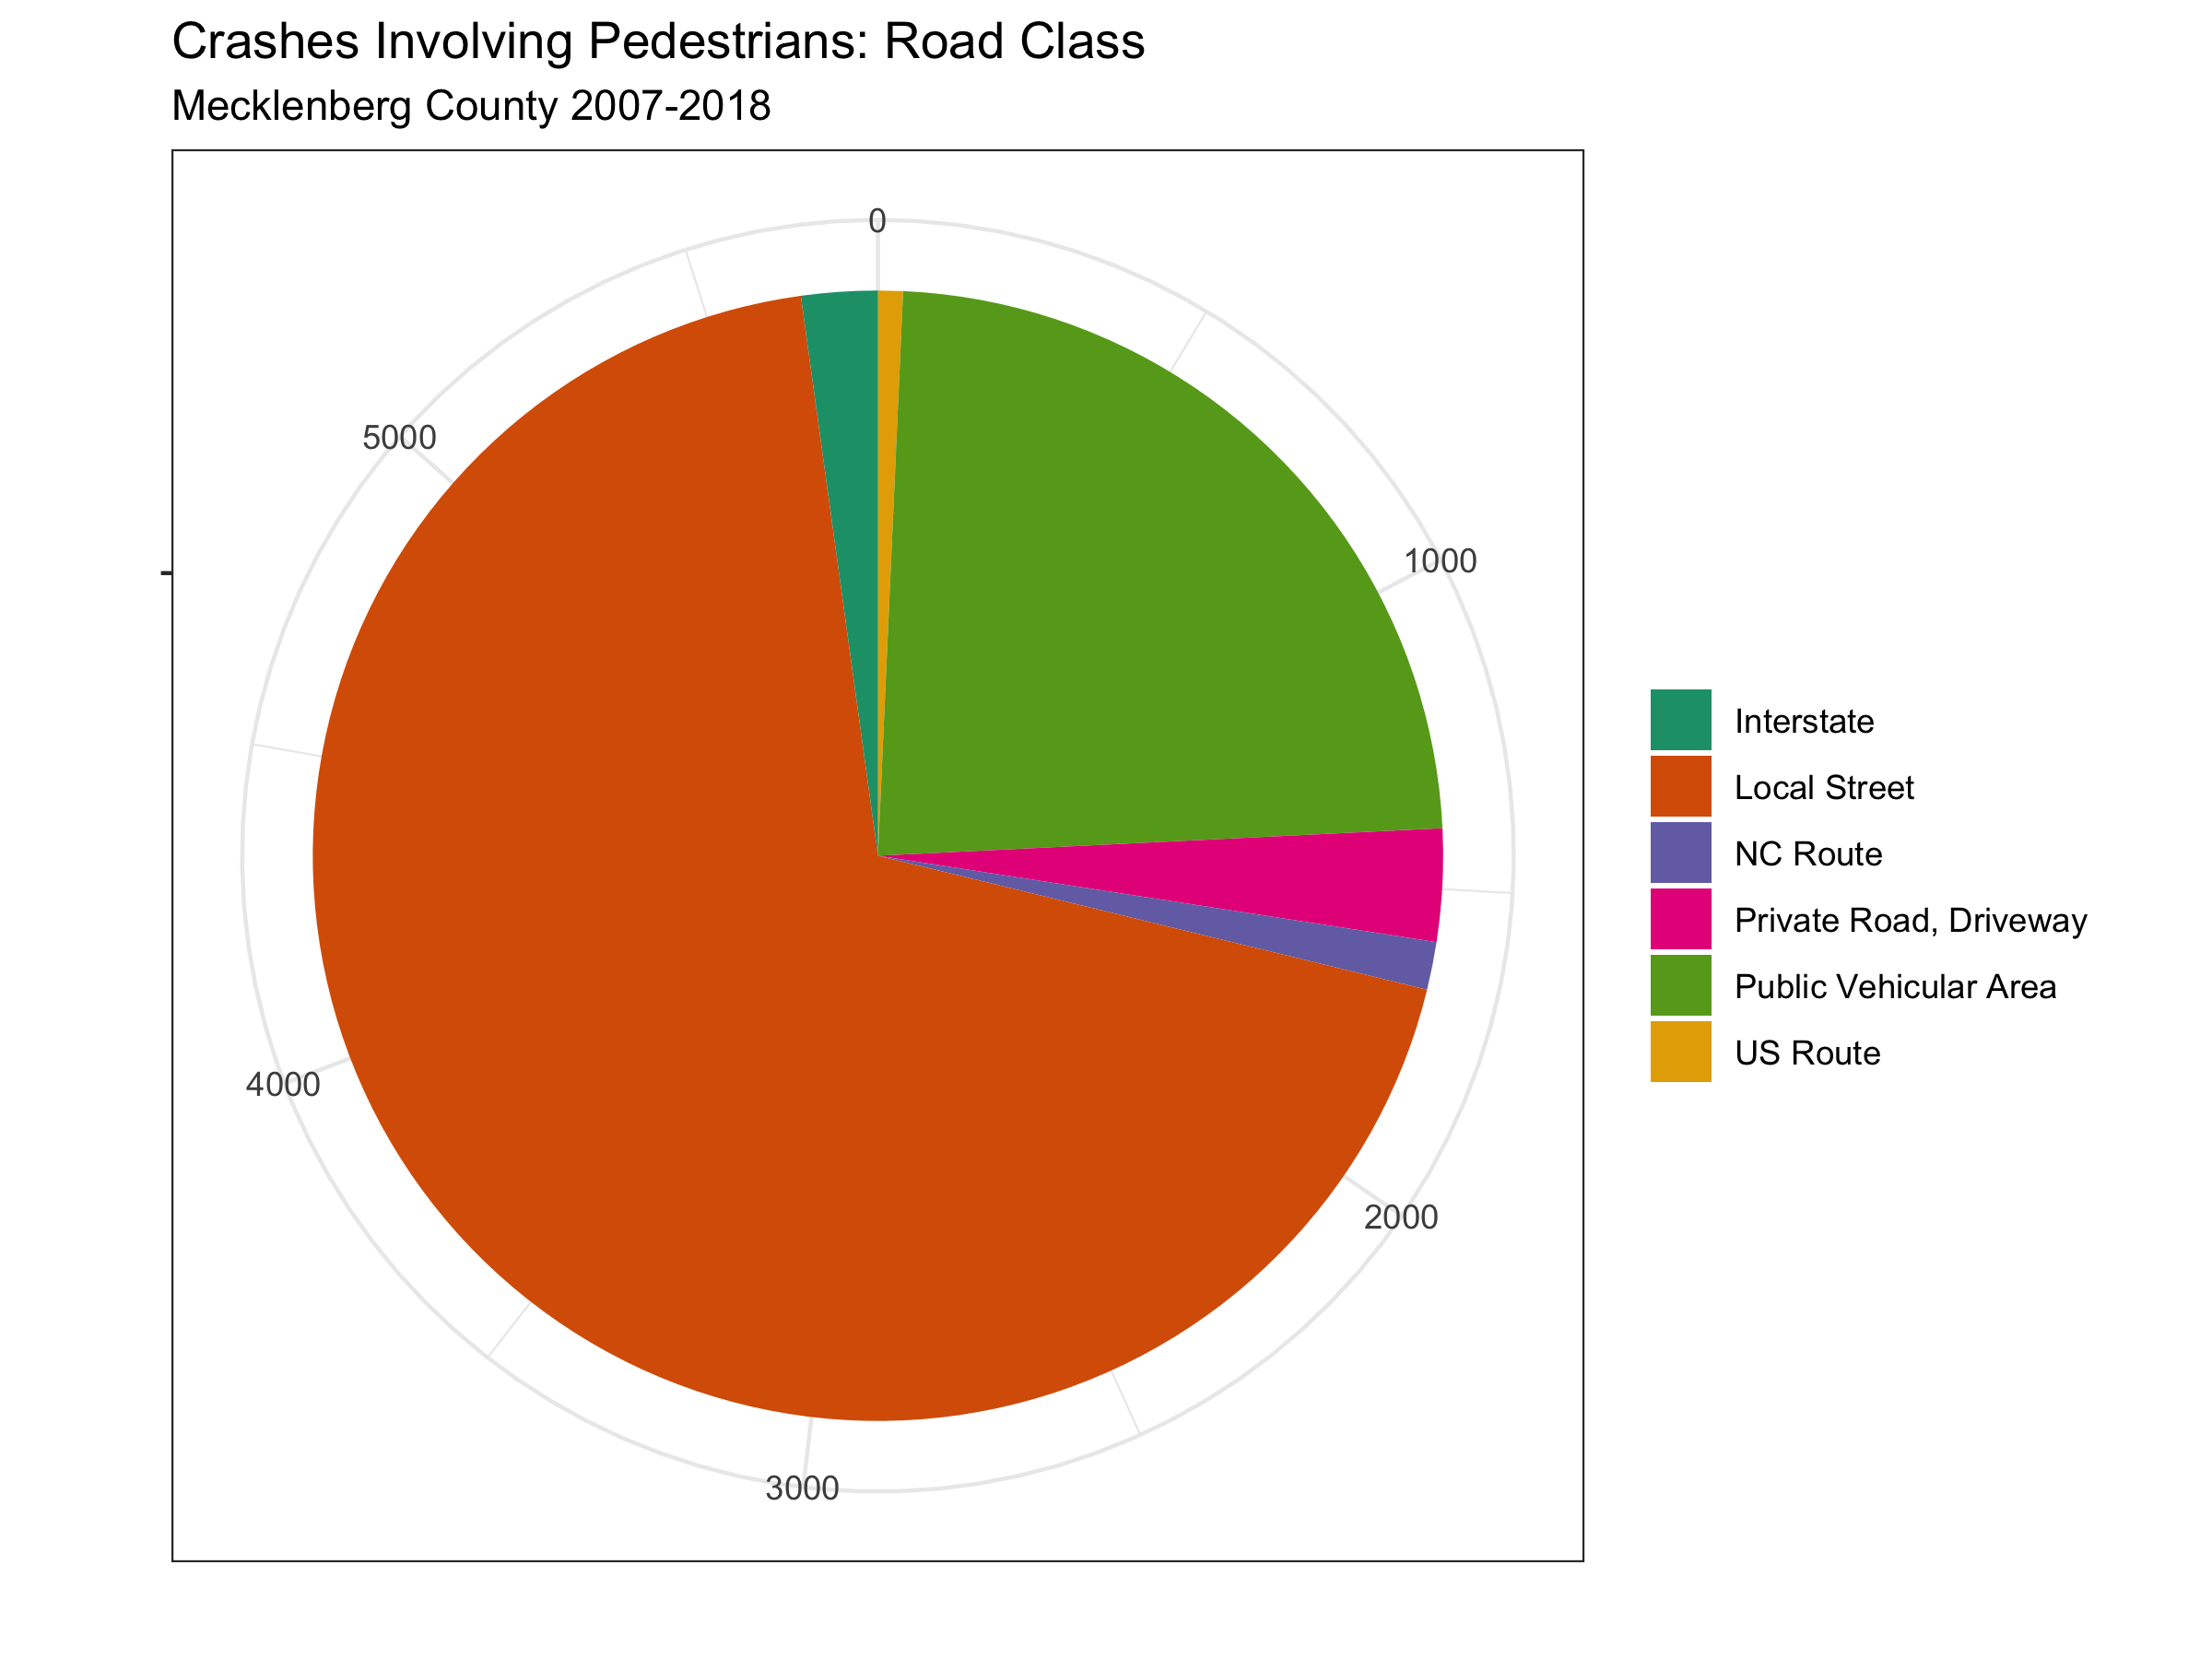 Crashes Involving Pedestrians: Road Class
Mecklenberg County 2007-2018
0
1000
2000
3000
4000
5000
Interstate
Local Street
NC Route
Private Road, Driveway
Public Vehicular Area
US Route